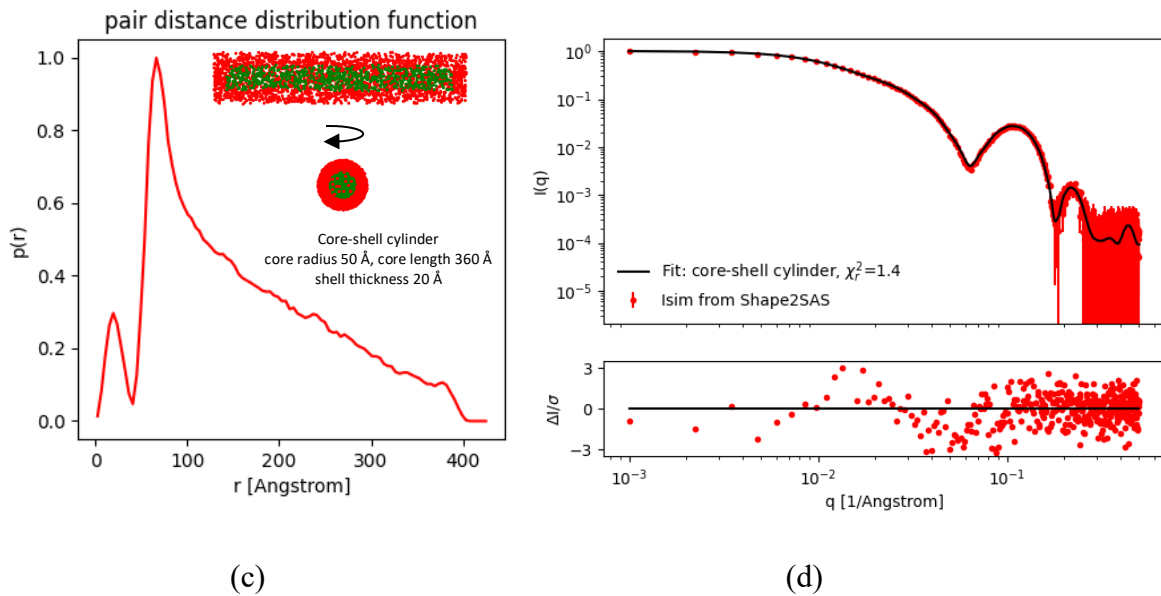 pair distance distribution function
p(r)
1.0
0.8
0.6
0.4
0.2
0.0
Core-shell cylinder
core radius 50 Å, core length 360 Å
shell thickness 20 Å
0
100
200
300
400
r [Angstrom]
(c)
I(q)
10⁰
10⁻¹
10⁻²
10⁻³
10⁻⁴
10⁻⁵
Fit: core-shell cylinder, χᵣ²=1.4
Isim from Shape2SAS
ΔI/σ
3
0
−3
10⁻³
10⁻²
10⁻¹
q [1/Angstrom]
(d)